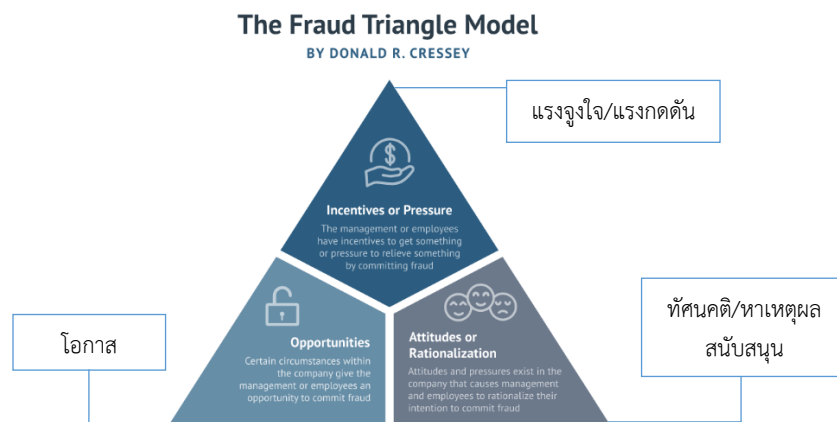 The Fraud Triangle Model
BY DONALD R. CRESSEY
แรงจูงใจ/แรงกดดัน
Incentives or Pressure
The management or employees
have incentives to get something
or pressure to relieve something
by committing fraud
โอกาส
Opportunities
Certain circumstances within
the company give the
management or employees an
opportunity to commit fraud
Attitudes or
Rationalization
Attitudes and pressures exist in the
company that causes management
and employees to rationalize their
intention to commit fraud
ทัศนคติ/หาเหตุผล
สนับสนุน